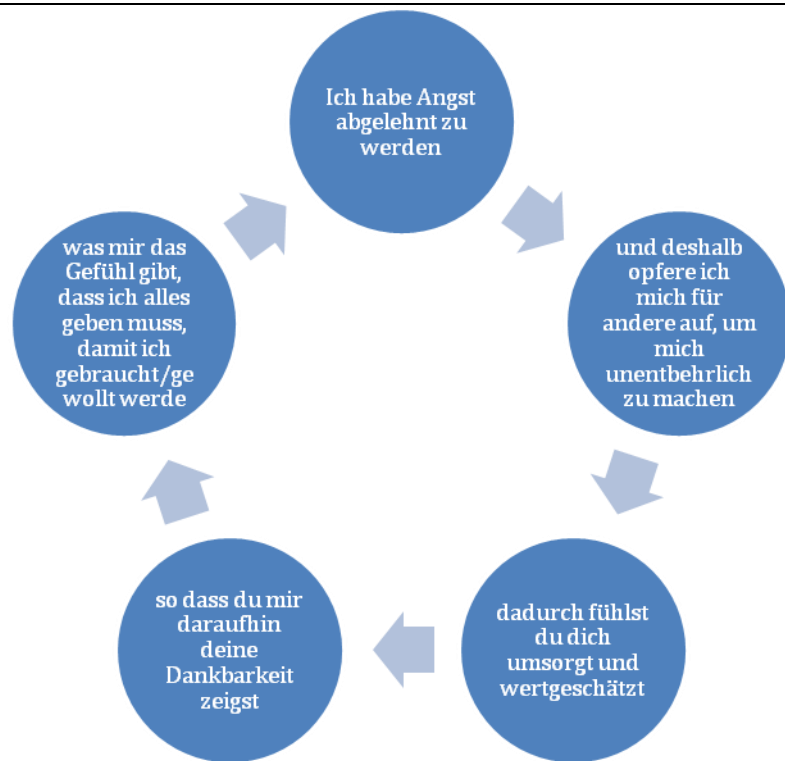 Ich habe Angst
abgelehnt zu
werden
und deshalb
opfere ich
mich für
andere auf, um
mich
unentbehrlich
zu machen
dadurch fühlst
du dich
umsorgt und
wertgeschätzt
so dass du mir
daraufhin
deine
Dankbarkeit
zeigst
was mir das
Gefühl gibt,
dass ich alles
geben muss,
damit ich
gebraucht/ge
wollt werde